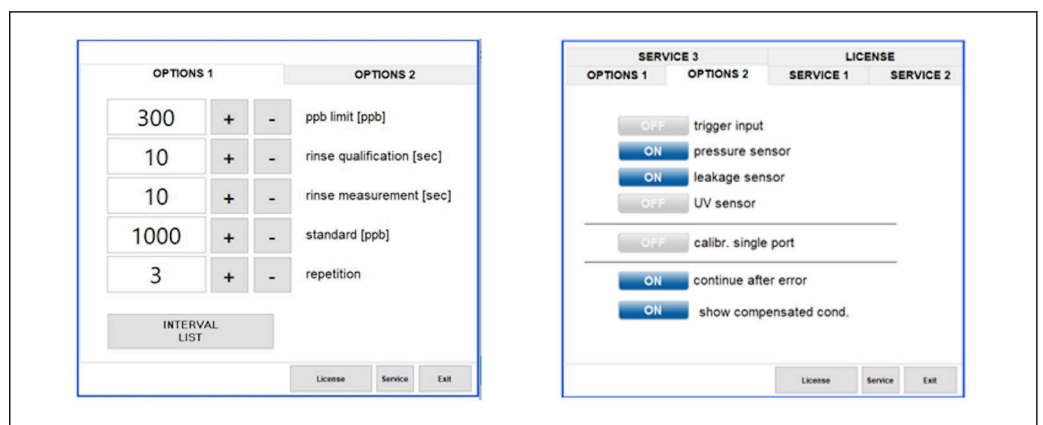 OPTIONS 1 OPTIONS 2
300 + - ppb limit [ppb]
10 + - rinse qualification [sec]
10 + - rinse measurement [sec]
1000 + - standard [ppb]
3 + - repetition
INTERVAL
LIST
License Service Exit
SERVICE 3 LICENSE
OPTIONS 1 OPTIONS 2 SERVICE 1 SERVICE 2
OFF trigger input
ON pressure sensor
ON leakage sensor
OFF UV sensor
OFF calibr. single port
ON continue after error
ON show compensated cond.
License Service Exit